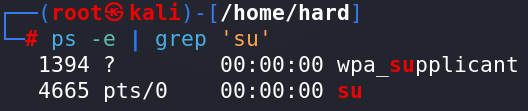 ┌──(root㉿kali)-[/home/hard]
└─# ps -e | grep 'su'
1394 ? 00:00:00 wpa_supplicant
4665 pts/0 00:00:00 su